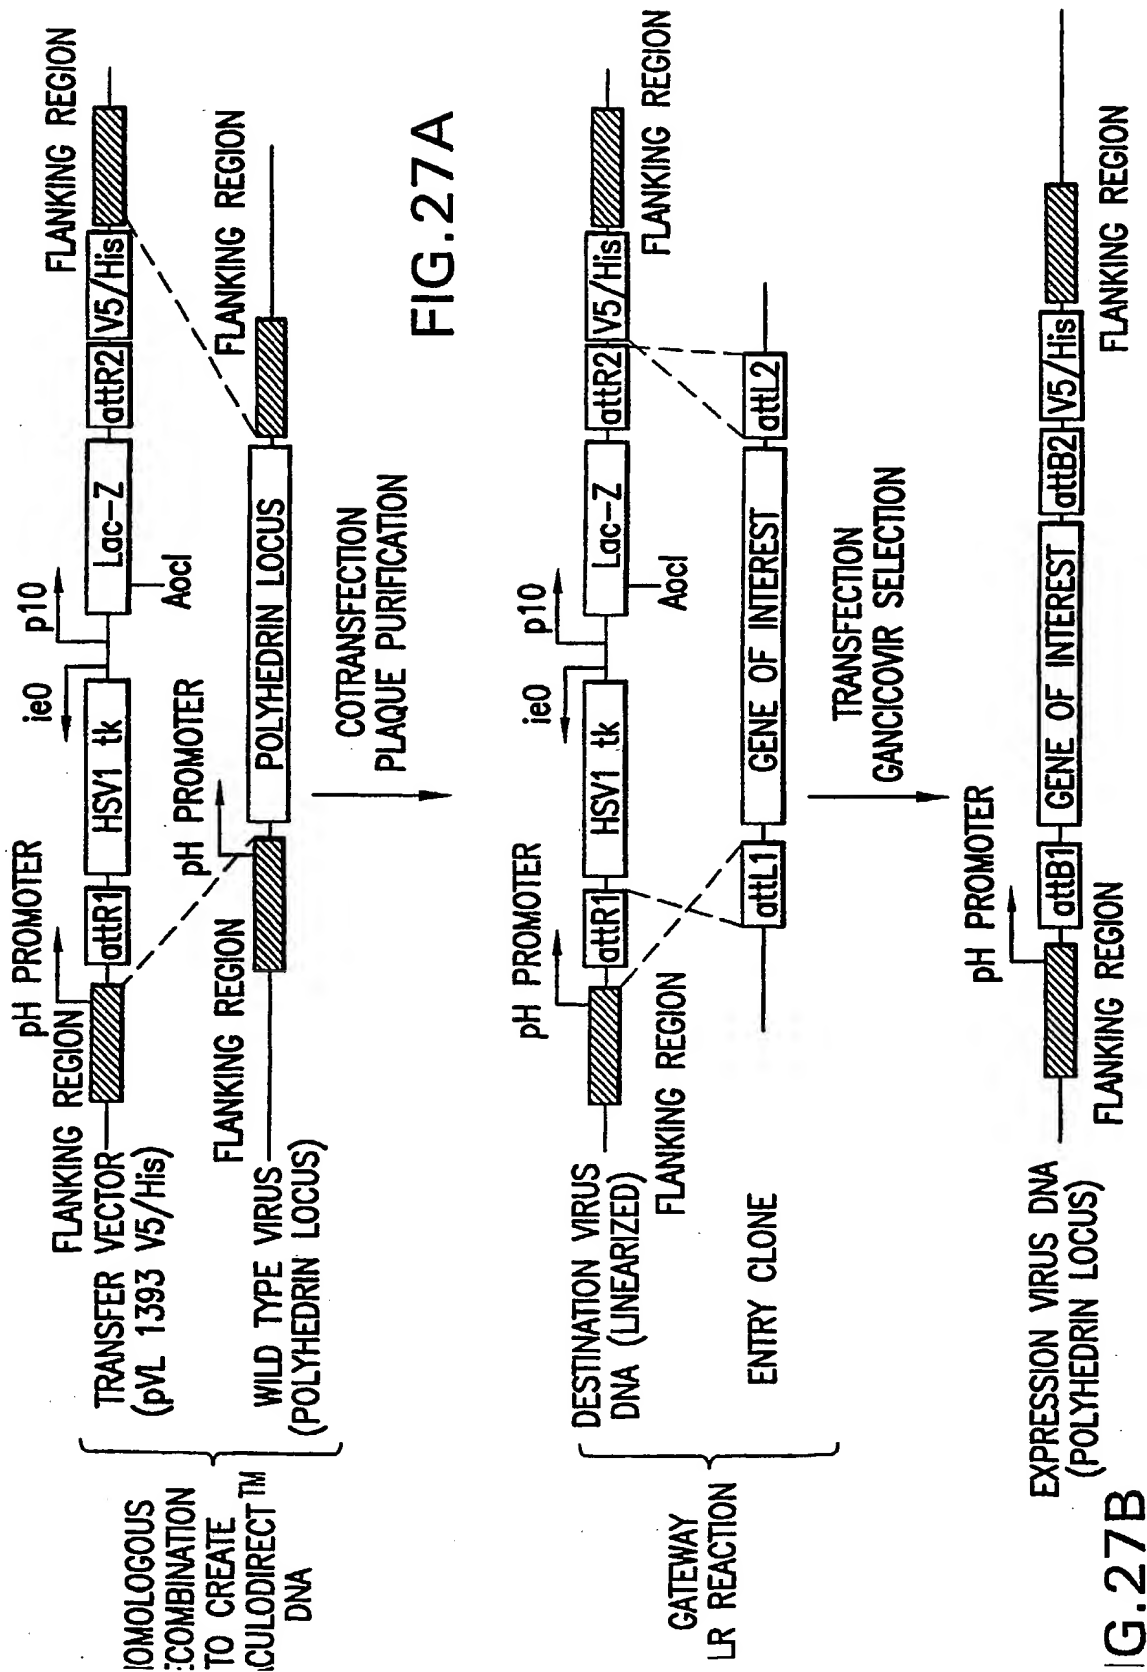 FLANKING REGION
pH PROMOTER
ie0
p10
FLANKING REGION
TRANSFER VECTOR
(pVL 1393 V5/His)
attR1
HSV1 tk
Lac-Z
attR2
V5/His
AocI
pH PROMOTER
FLANKING REGION
FLANKING REGION
WILD TYPE VIRUS
(POLYHEDRIN LOCUS)
POLYHEDRIN LOCUS
OMOLOGOUS
COMBINATION
TO CREATE
CULODIRECT™
DNA
COTRANSFECTION
PLAQUE PURIFICATION
FIG.27A
pH PROMOTER
ie0
p10
DESTINATION VIRUS
DNA (LINEARIZED)
attR1
HSV1 tk
Lac-Z
attR2
V5/His
AocI
FLANKING REGION
FLANKING REGION
ENTRY CLONE
attL1
GENE OF INTEREST
attL2
GATEWAY
LR REACTION
TRANSFECTION
GANCICOVIR SELECTION
pH PROMOTER
EXPRESSION VIRUS DNA
(POLYHEDRIN LOCUS)
attB1
GENE OF INTEREST
attB2
V5/His
FLANKING REGION
FLANKING REGION
IG.27B